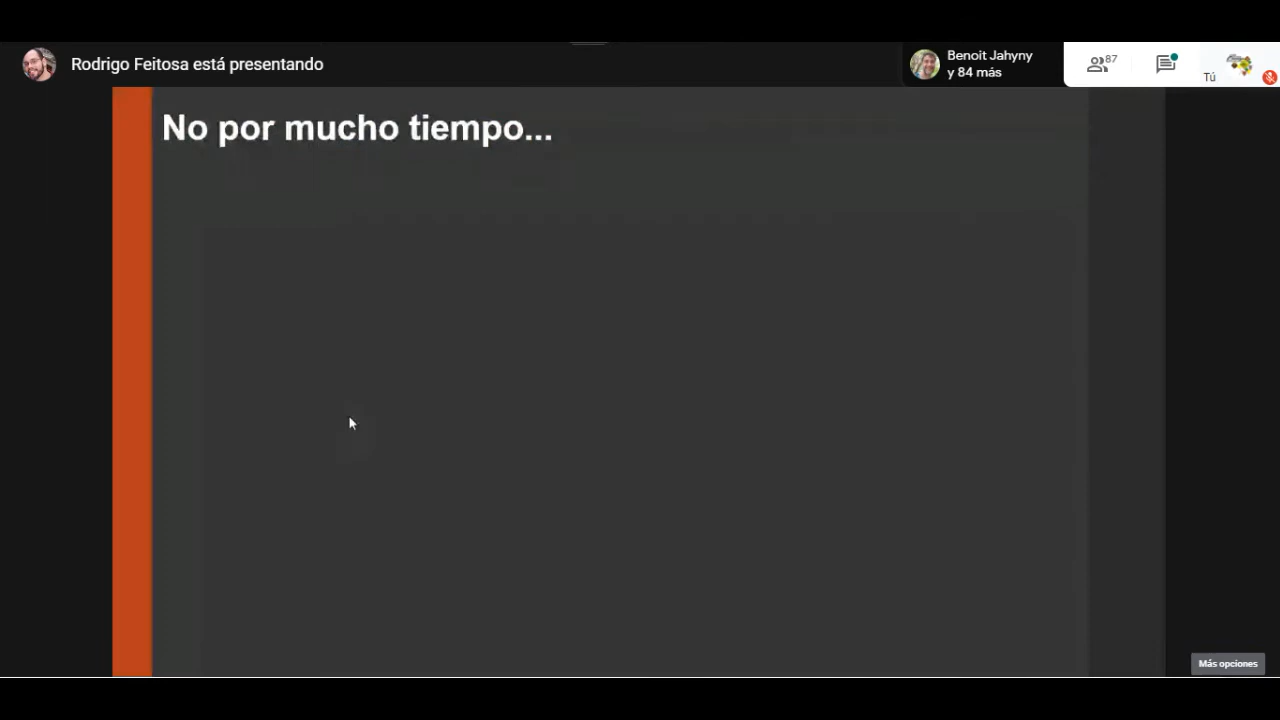 Rodrigo Feitosa está presentando
Benoit Jahyny
y 84 más
87
Tú
No por mucho tiempo...
Más opciones